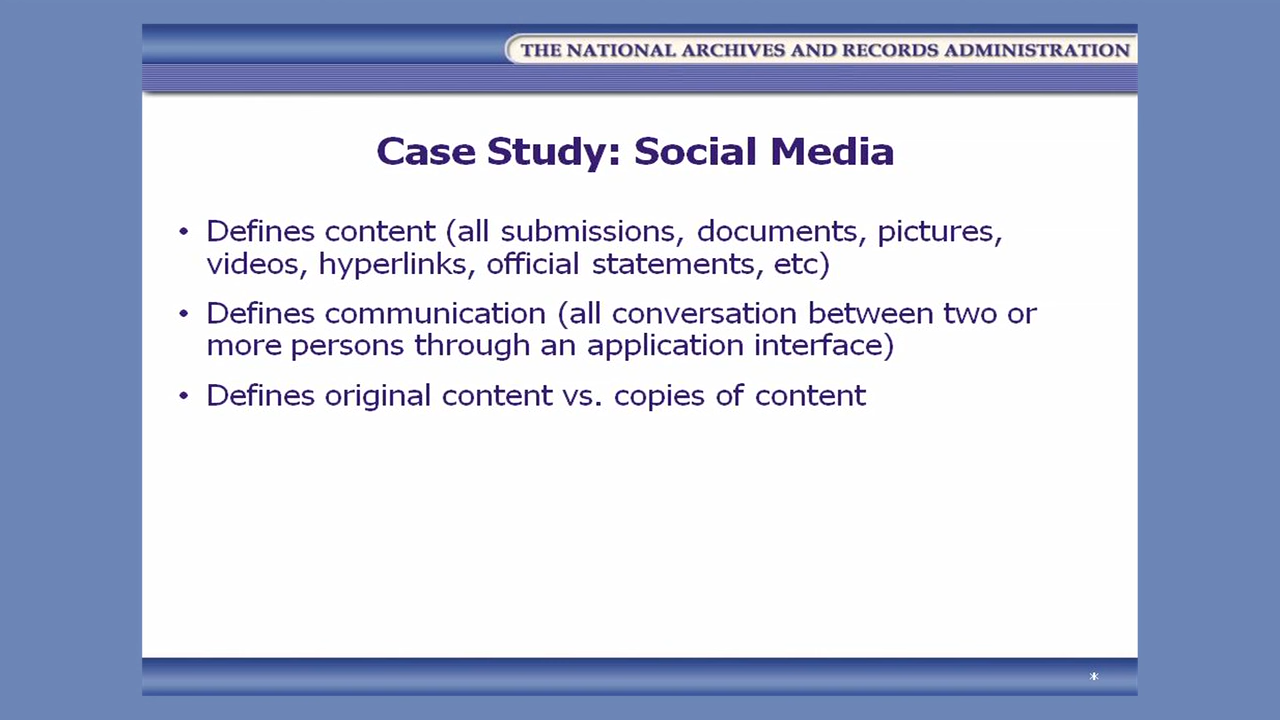 THE NATIONAL ARCHIVES AND RECORDS ADMINISTRATION
Case Study: Social Media
• Defines content (all submissions, documents, pictures,
videos, hyperlinks, official statements, etc)
• Defines communication (all conversation between two or
more persons through an application interface)
• Defines original content vs. copies of content
*